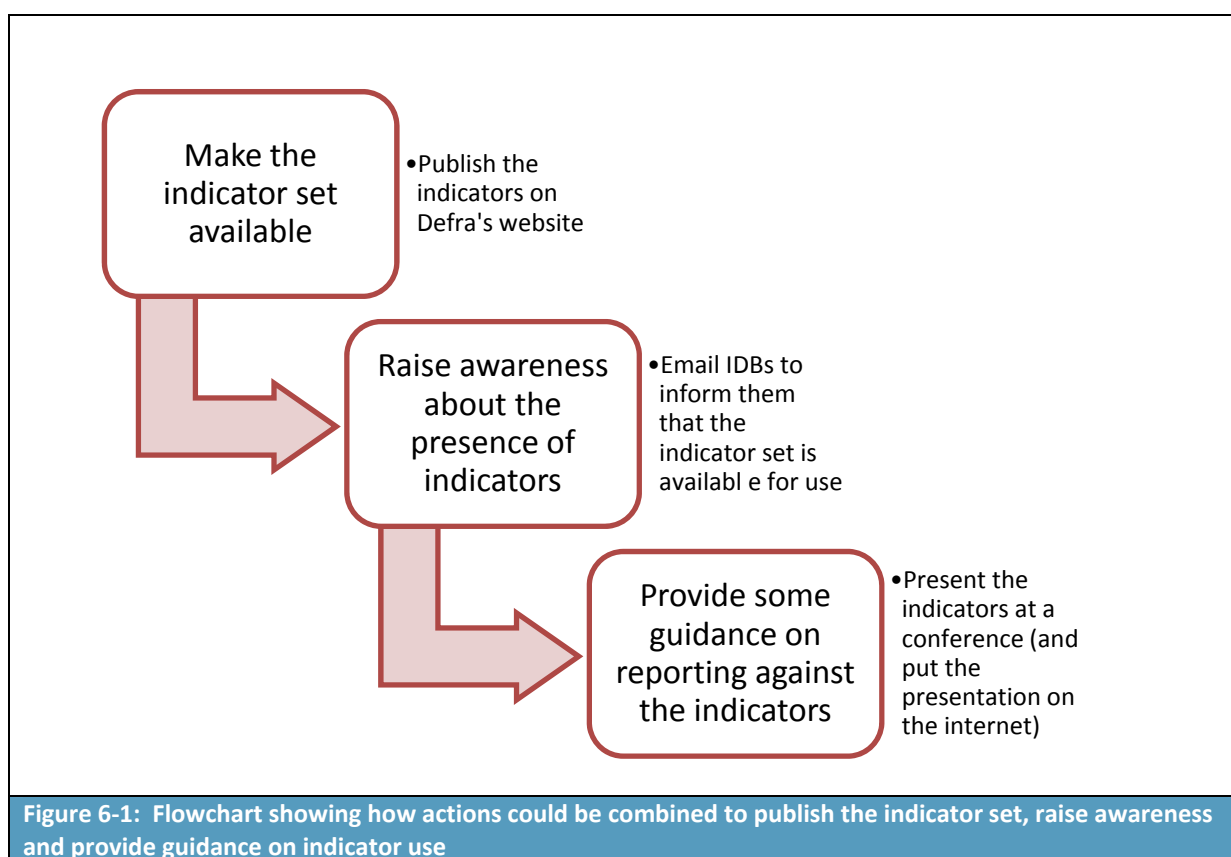 Make the
indicator set
available
•Publish the
indicators on
Defra's website
Raise awareness
about the
presence of
indicators
•Email IDBs to
inform them
that the
indicator set is
availabl e for use
Provide some
guidance on
reporting against
the indicators
•Present the
indicators at a
conference (and
put the
presentation on
the internet)
Figure 6-1: Flowchart showing how actions could be combined to publish the indicator set, raise awareness
and provide guidance on indicator use